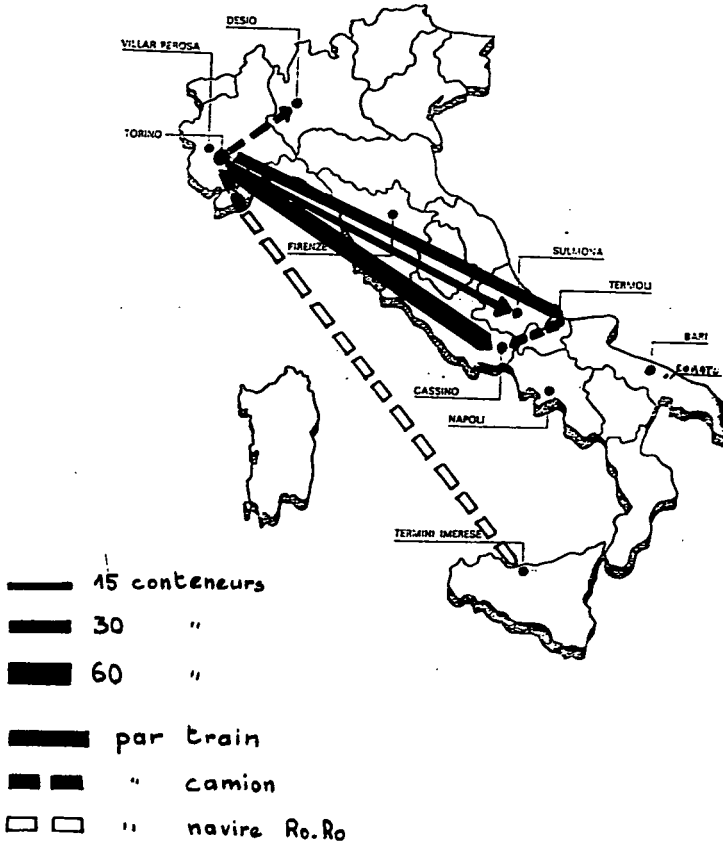 DESIO
VILLAR PEROSA
TORINO
FIRENZE
SULMONA
TERMOLI
BARI
CASSINO
NAPOLI
TERMINI IMERESE
15 conteneurs
30 "
60 "
par train
" camion
" navire Ro.Ro